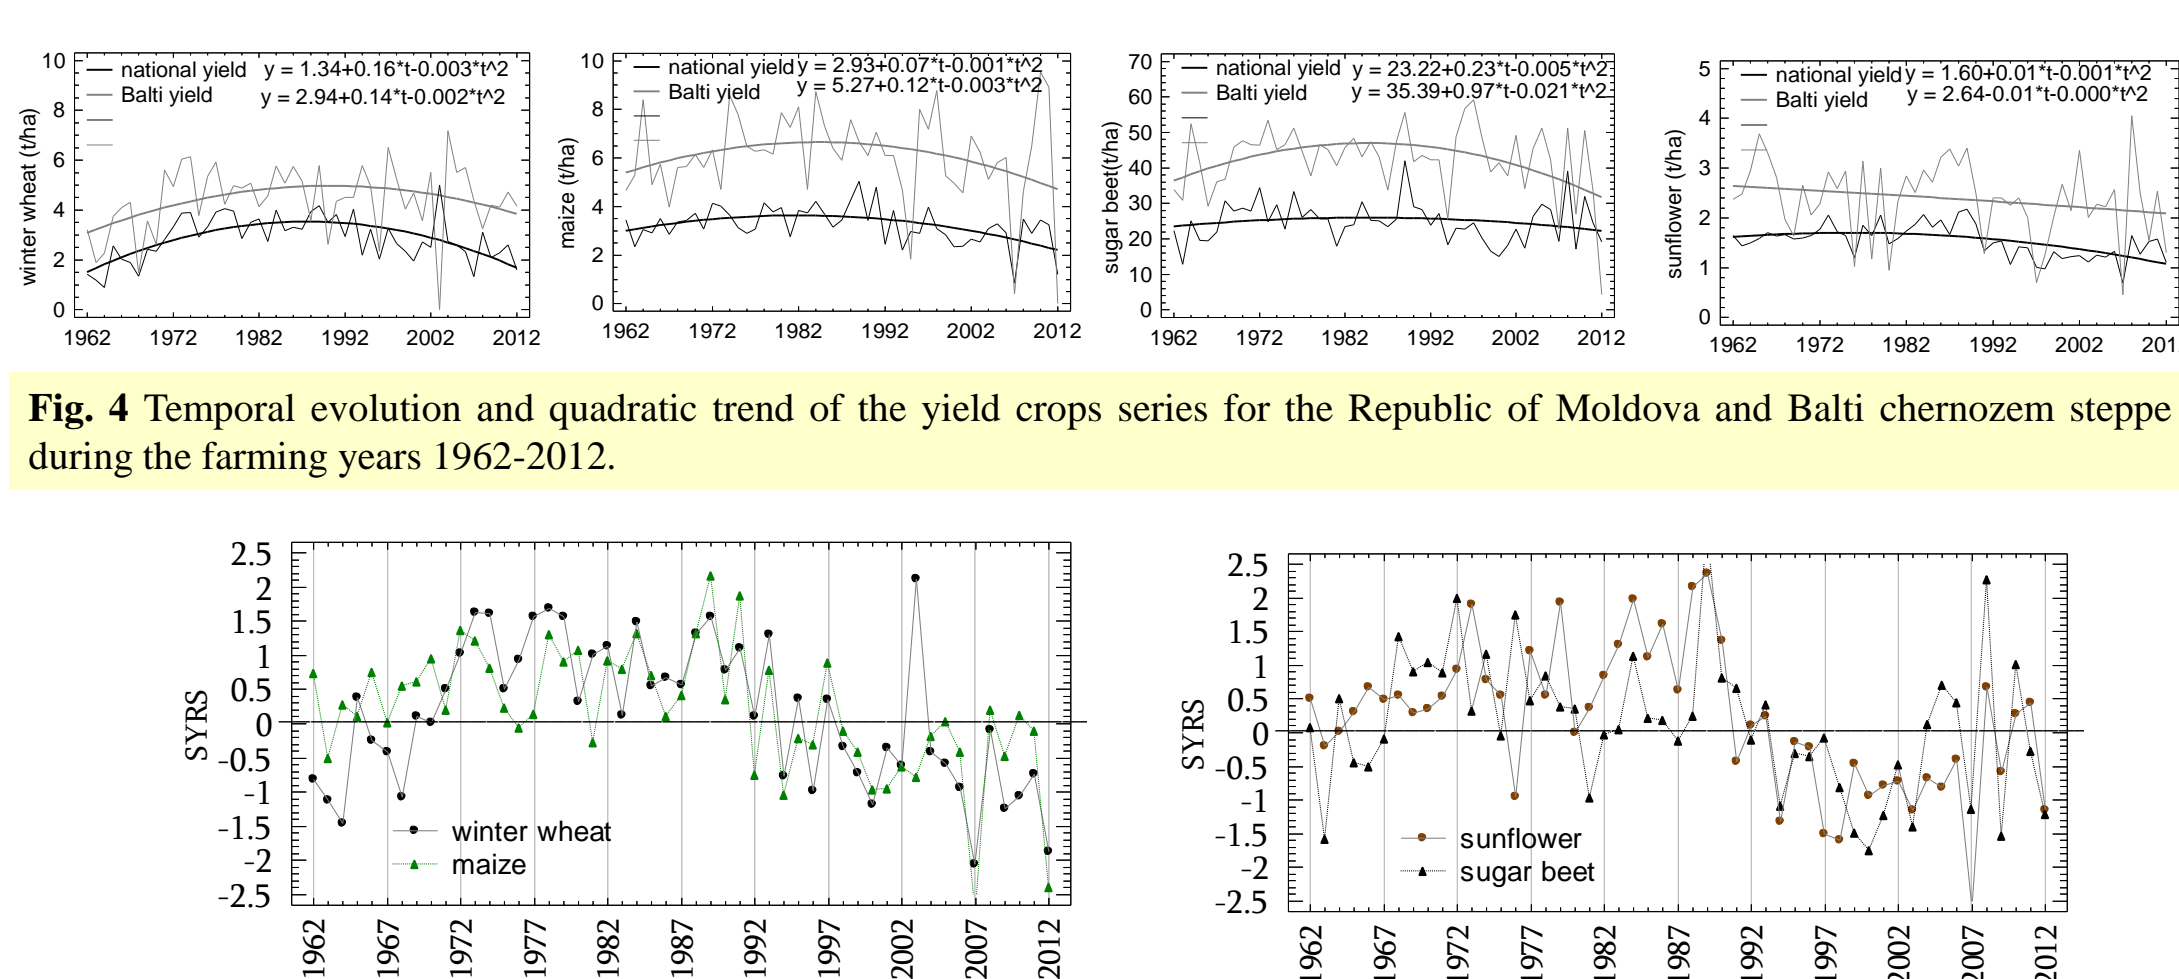 10
8
6
4
2
0
winter wheat (t/ha)
national yield y = 1.34+0.16*t-0.003*t^2
Balti yield y = 2.94+0.14*t-0.002*t^2
1962 1972 1982 1992 2002 2012
10
8
6
4
2
0
maize (t/ha)
national yield y = 2.93+0.07*t-0.001*t^2
Balti yield y = 5.27+0.12*t-0.003*t^2
1962 1972 1982 1992 2002 2012
70
60
50
40
30
20
10
0
sugar beet(t/ha)
national yield y = 23.22+0.23*t-0.005*t^2
Balti yield y = 35.39+0.97*t-0.021*t^2
1962 1972 1982 1992 2002 2012
5
4
3
2
1
0
sunflower (t/ha)
national yield y = 1.60+0.01*t-0.001*t^2
Balti yield y = 2.64-0.01*t-0.000*t^2
1962 1972 1982 1992 2002 201
Fig. 4 Temporal evolution and quadratic trend of the yield crops series for the Republic of Moldova and Balti chernozem steppe
during the farming years 1962-2012.
2.5
2
1.5
1
0.5
0
-0.5
-1
-1.5
-2
-2.5
SYRS
winter wheat
maize
1962 1967 1972 1977 1982 1987 1992 1997 2002 2007 2012
2.5
2
1.5
1
0.5
0
-0.5
-1
-1.5
-2
-2.5
SYRS
sunflower
sugar beet
1962 1967 1972 1977 1982 1987 1992 1997 2002 2007 2012